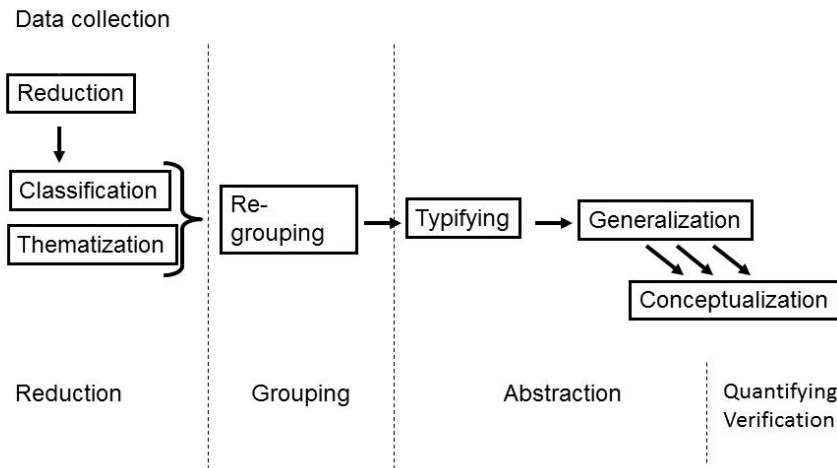 Data collection
Reduction
Classification
Thematization
Re-
grouping
Typifying
Generalization
Conceptualization
Reduction
Grouping
Abstraction
Quantifying
Verification